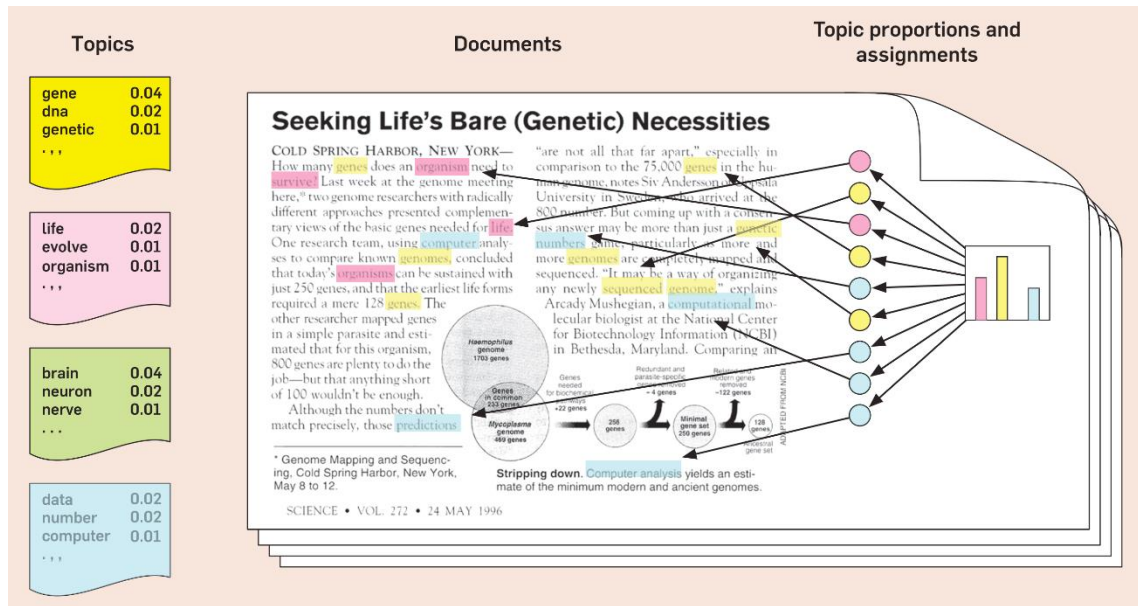 Topics
Documents
Topic proportions and
assignments
gene 0.04
dna 0.02
genetic 0.01
. , ,
life 0.02
evolve 0.01
organism 0.01
. , ,
brain 0.04
neuron 0.02
nerve 0.01
...
data 0.02
number 0.02
computer 0.01
. , ,
Seeking Life's Bare (Genetic) Necessities
COLD SPRING HARBOR, NEW YORK—
How many genes does an organism need to
survive? Last week at the genome meeting
here,* two genome researchers with radically
different approaches presented complemen-
tary views of the basic genes needed for life.
One research team, using computer analy-
ses to compare known genomes, concluded
that today's organisms can be sustained with
just 250 genes, and that the earliest life forms
required a mere 128 genes. The
other researcher mapped genes
in a simple parasite and esti-
mated that for this organism,
800 genes are plenty to do the
job—but that anything short
of 100 wouldn't be enough.
Although the numbers don't
match precisely, those predictions
* Genome Mapping and Sequenc-
ing, Cold Spring Harbor, New York,
May 8 to 12.
"are not all that far apart," especially in
comparison to the 75,000 genes in the hu-
man genome, notes Siv Andersson of Uppsala
University in Sweden, who arrived at the
800 number. But coming up with a consen-
sus answer may be more than just a genetic
numbers game, particularly as more and
more genomes are completely mapped and
sequenced. "It may be a way of organizing
any newly sequenced genome," explains
Arcady Mushegian, a computational mo-
lecular biologist at the National Center
for Biotechnology Information (NCBI)
in Bethesda, Maryland. Comparing an
Haemophilus
genome
1703 genes
Genes
in common
233 genes
Mycoplasma
genome
469 genes
Genes
needed
for biochemical
pathways
+22 genes
256
genes
Redundant and
parasite-specific
genes removed
– 4 genes
Minimal
gene set
250 genes
Related and
modern genes
removed
–122 genes
128
genes
Ancestral
gene set
ADAPTED FROM NCBI
Stripping down. Computer analysis yields an esti-
mate of the minimum modern and ancient genomes.
SCIENCE • VOL. 272 • 24 MAY 1996